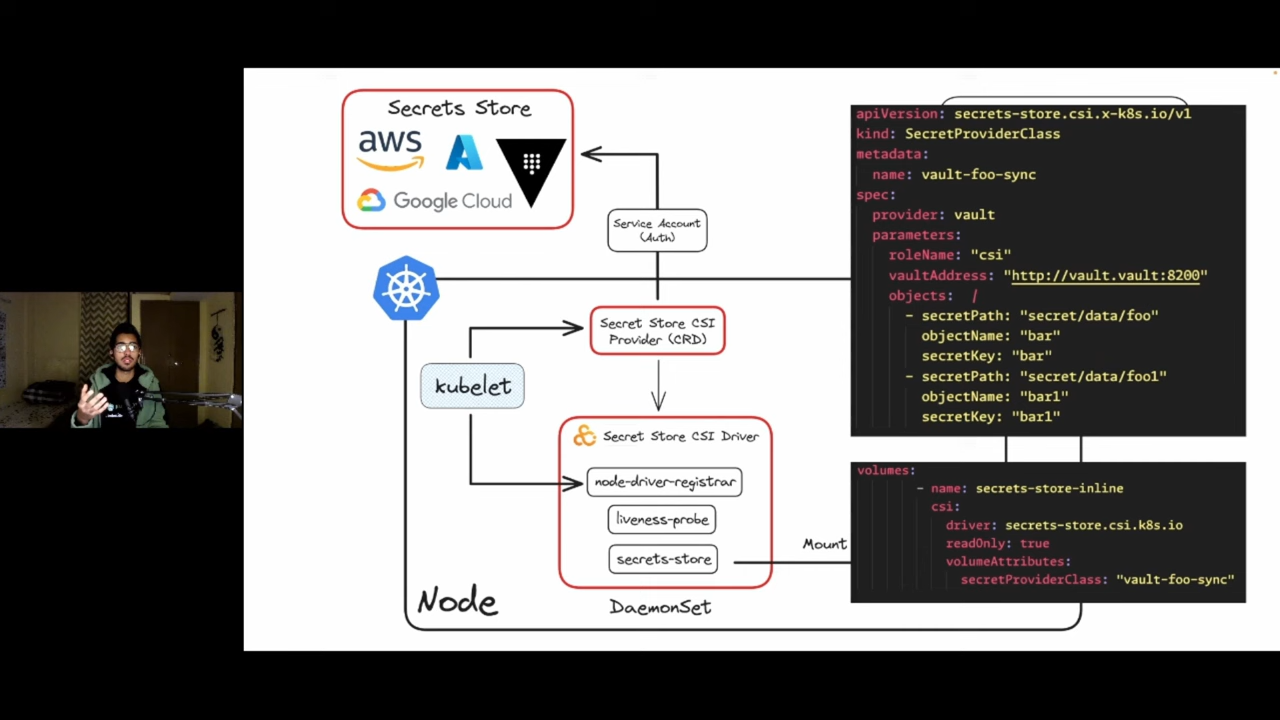 Secrets Store
aws
Google Cloud
Service Account
(Auth)
Secret Store CSI
Provider (CRD)
kubelet
Secret Store CSI Driver
node-driver-registrar
liveness-probe
secrets-store
Mount
Node
DaemonSet
apiVersion: secrets-store.csi.x-k8s.io/v1
kind: SecretProviderClass
metadata:
name: vault-foo-sync
spec:
provider: vault
parameters:
roleName: "csi"
vaultAddress: "http://vault.vault:8200"
objects: |
- secretPath: "secret/data/foo"
objectName: "bar"
secretKey: "bar"
- secretPath: "secret/data/foo1"
objectName: "bar1"
secretKey: "bar1"
volumes:
- name: secrets-store-inline
csi:
driver: secrets-store.csi.k8s.io
readOnly: true
volumeAttributes:
secretProviderClass: "vault-foo-sync"